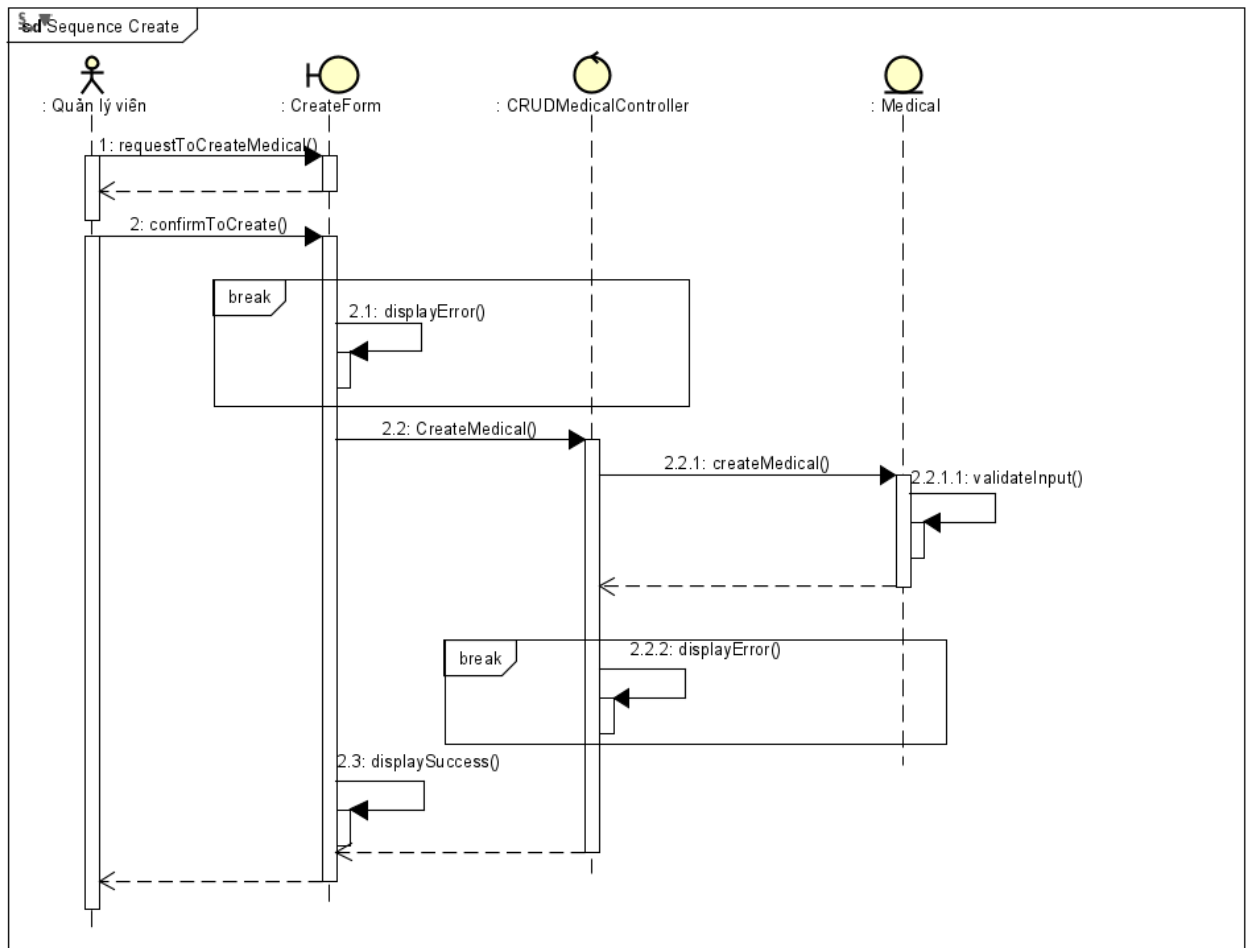 sd Sequence Create
: Quản lý viên
: CreateForm
: CRUDMedicalController
: Medical
1: requestToCreateMedical()
2: confirmToCreate()
break
2.1: displayError()
2.2: CreateMedical()
2.2.1: createMedical()
2.2.1.1: validateInput()
break
2.2.2: displayError()
2.3: displaySuccess()